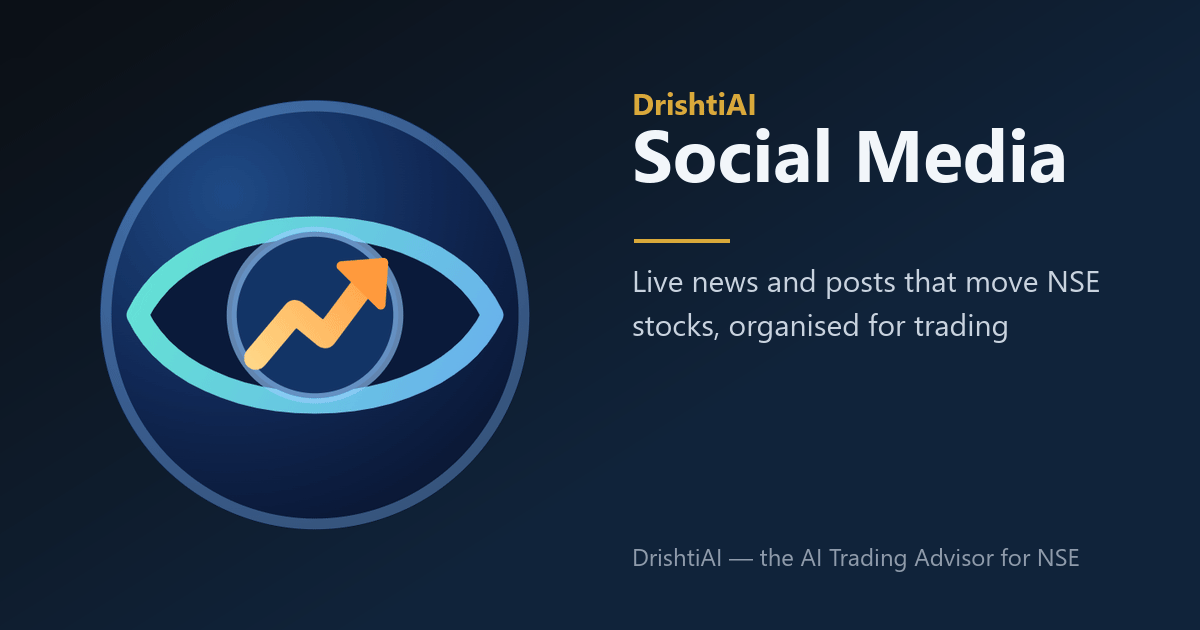 DrishtiAI
Social Media
Live news and posts that move NSE
stocks, organised for trading
DrishtiAI — the AI Trading Advisor for NSE